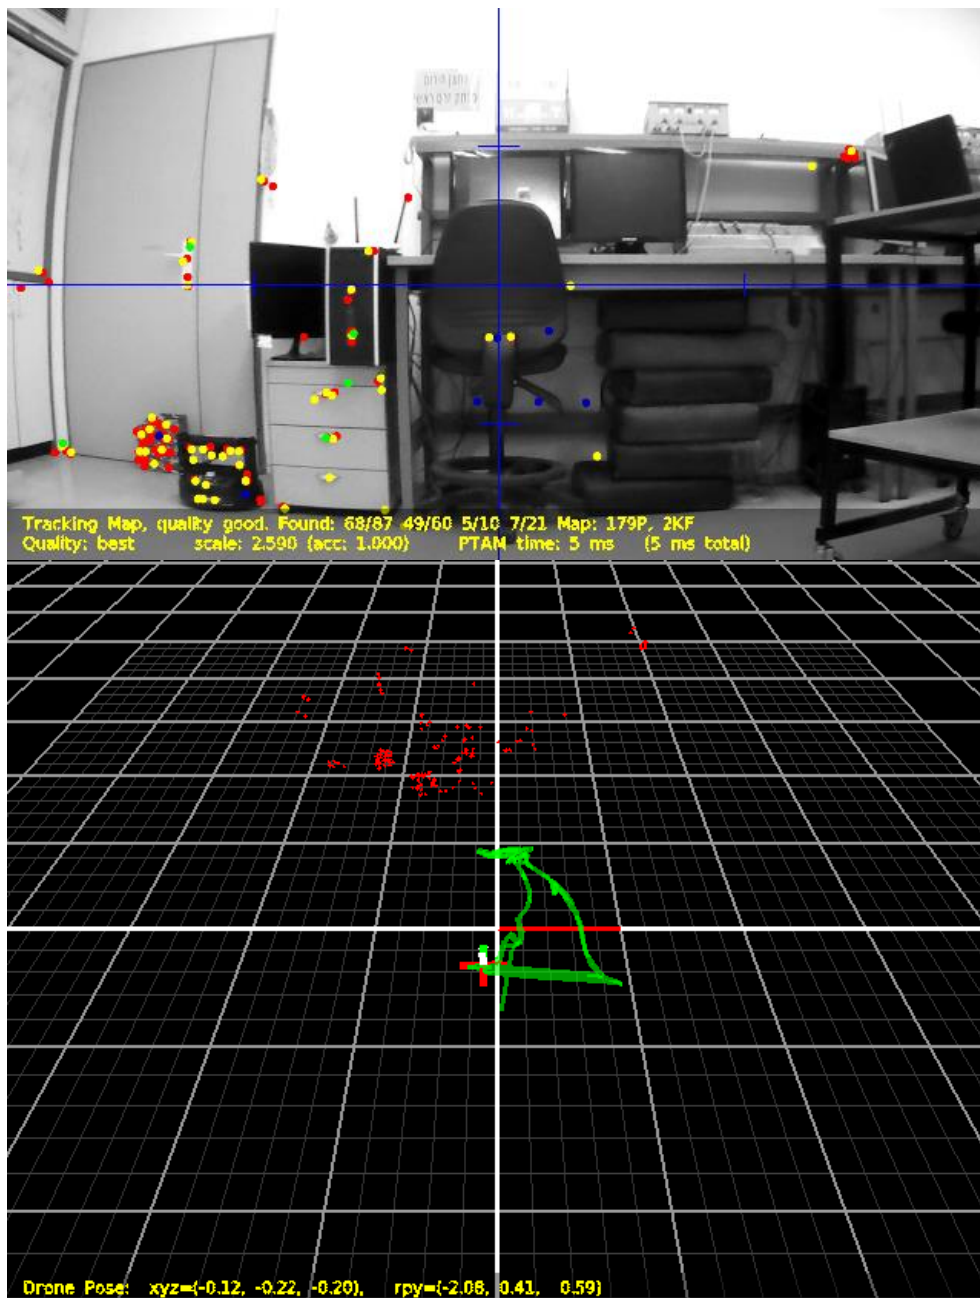 Tracking Map, quality good. Found: 68/87 49/60 5/10 7/21 Map: 179P, 2KF
Quality: best scale: 2.590 (acc: 1.000) PTAM time: 5 ms (5 ms total)
Drone Pose: xyz=(-0.12, -0.22, -0.20), rpy=(-2.08, 0.41, 0.59)